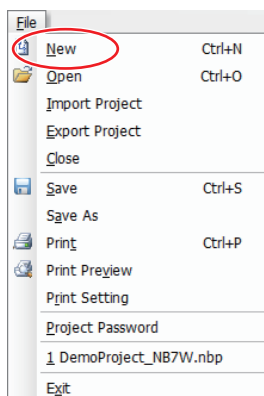 File
New Ctrl+N
Open Ctrl+O
Import Project
Export Project
Close
Save Ctrl+S
Save As
Print Ctrl+P
Print Preview
Print Setting
Project Password
1 DemoProject_NB7W.nbp
Exit